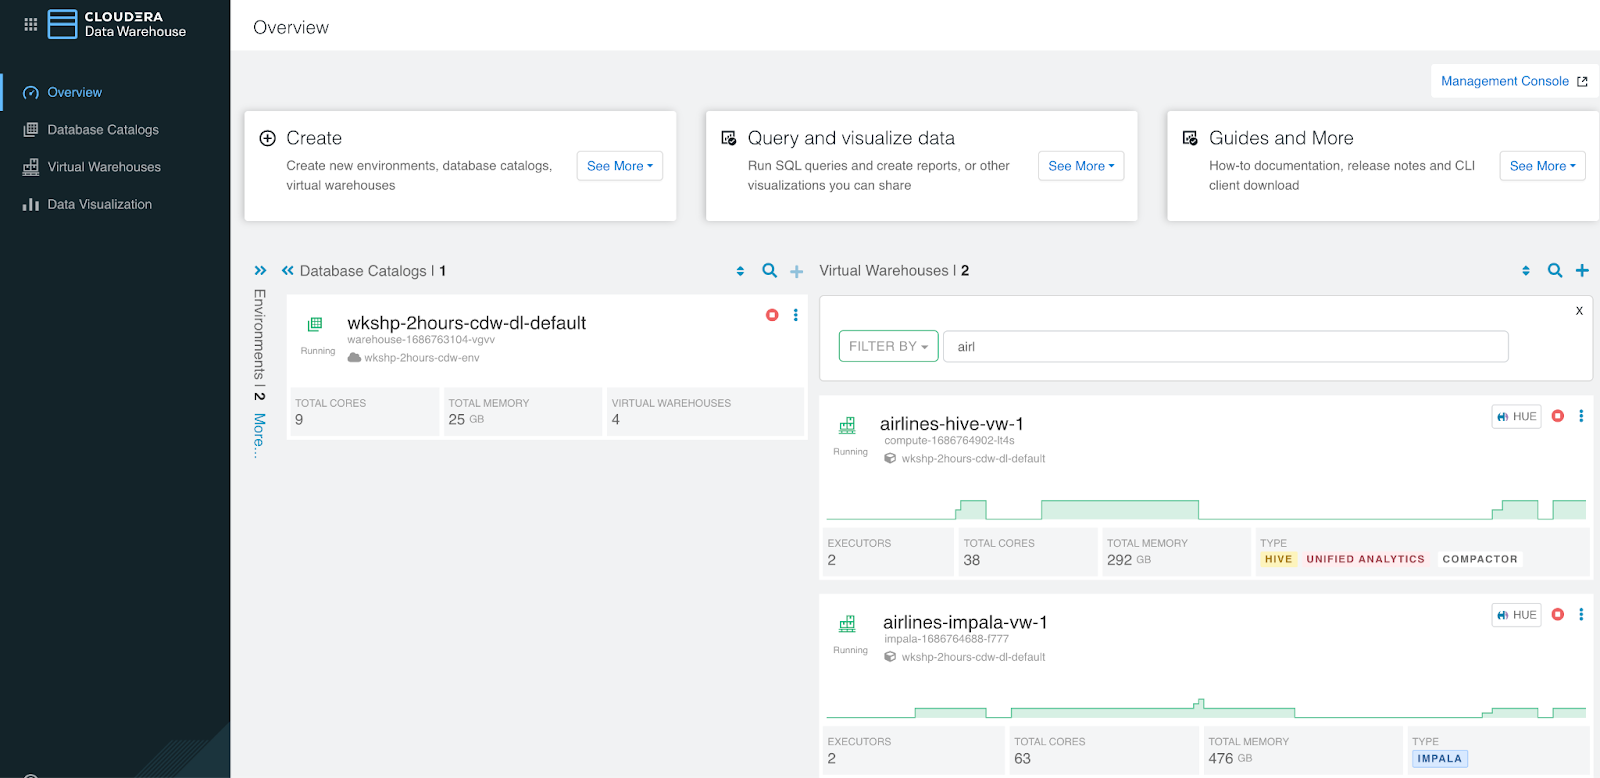 CLOUDERA
Data Warehouse
Overview
Database Catalogs
Virtual Warehouses
Data Visualization
Overview
Management Console
Create
Create new environments, database catalogs,
virtual warehouses
See More
Query and visualize data
Run SQL queries and create reports, or other
visualizations you can share
See More
Guides and More
How-to documentation, release notes and CLI
client download
See More
Environments | 2 More...
Database Catalogs | 1
wkshp-2hours-cdw-dl-default
warehouse-1686763104-vgvv
Running
wkshp-2hours-cdw-env
TOTAL CORES
9
TOTAL MEMORY
25 GB
VIRTUAL WAREHOUSES
4
Virtual Warehouses | 2
X
FILTER BY
airl
airlines-hive-vw-1
HUE
compute-1686764902-lt4s
Running
wkshp-2hours-cdw-dl-default
EXECUTORS
2
TOTAL CORES
38
TOTAL MEMORY
292 GB
TYPE
HIVE UNIFIED ANALYTICS COMPACTOR
airlines-impala-vw-1
HUE
impala-1686764688-f777
Running
wkshp-2hours-cdw-dl-default
EXECUTORS
2
TOTAL CORES
63
TOTAL MEMORY
476 GB
TYPE
IMPALA